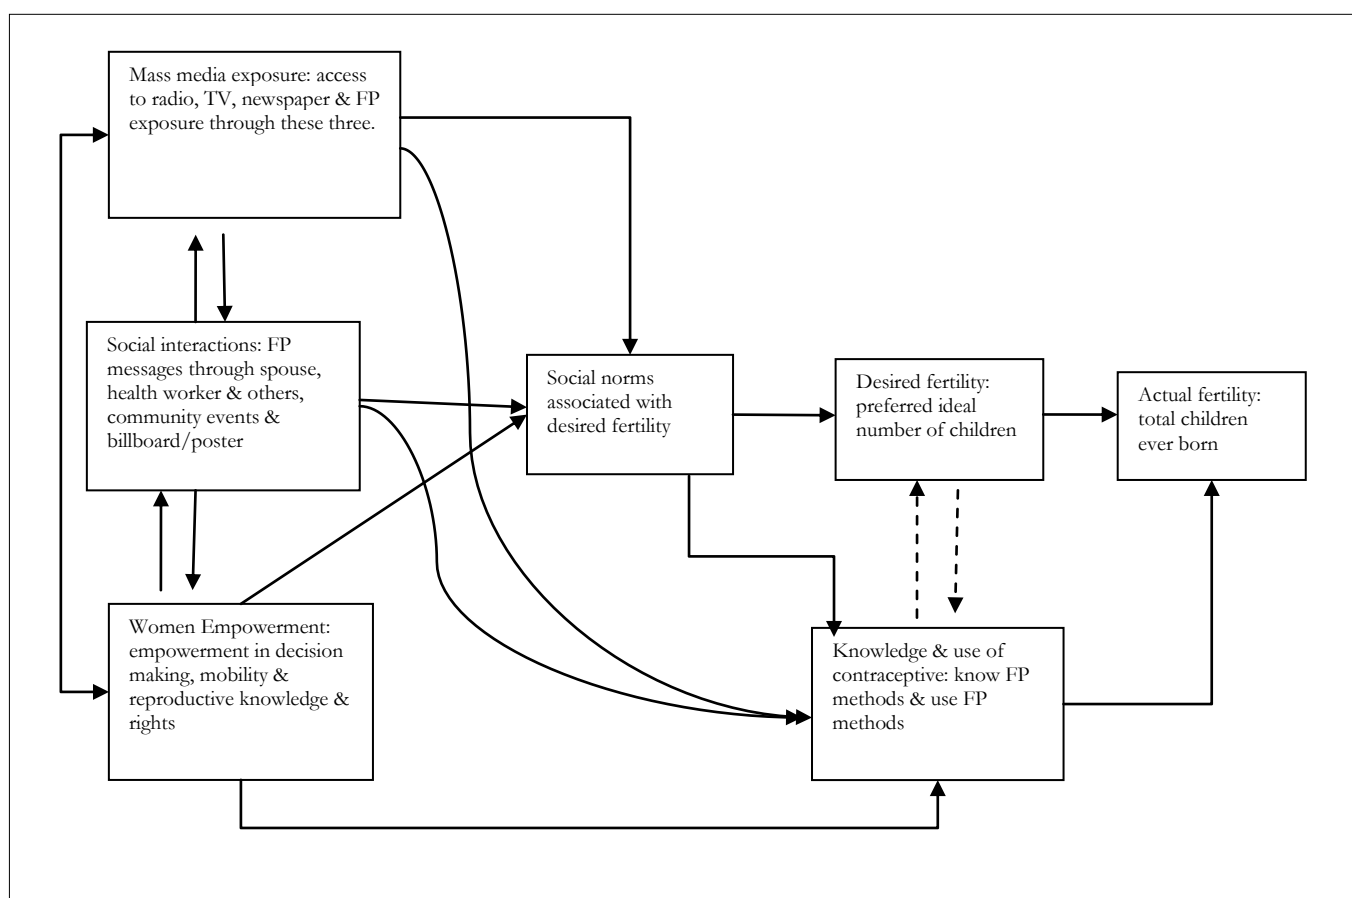 Mass media exposure: access
to radio, TV, newspaper & FP
exposure through these three.
Social interactions: FP
messages through spouse,
health worker & others,
community events &
billboard/poster
Women Empowerment:
empowerment in decision
making, mobility &
reproductive knowledge &
rights
Social norms
associated with
desired fertility
Desired fertility:
preferred ideal
number of children
Actual fertility:
total children
ever born
Knowledge & use of
contraceptive: know FP
methods & use FP
methods